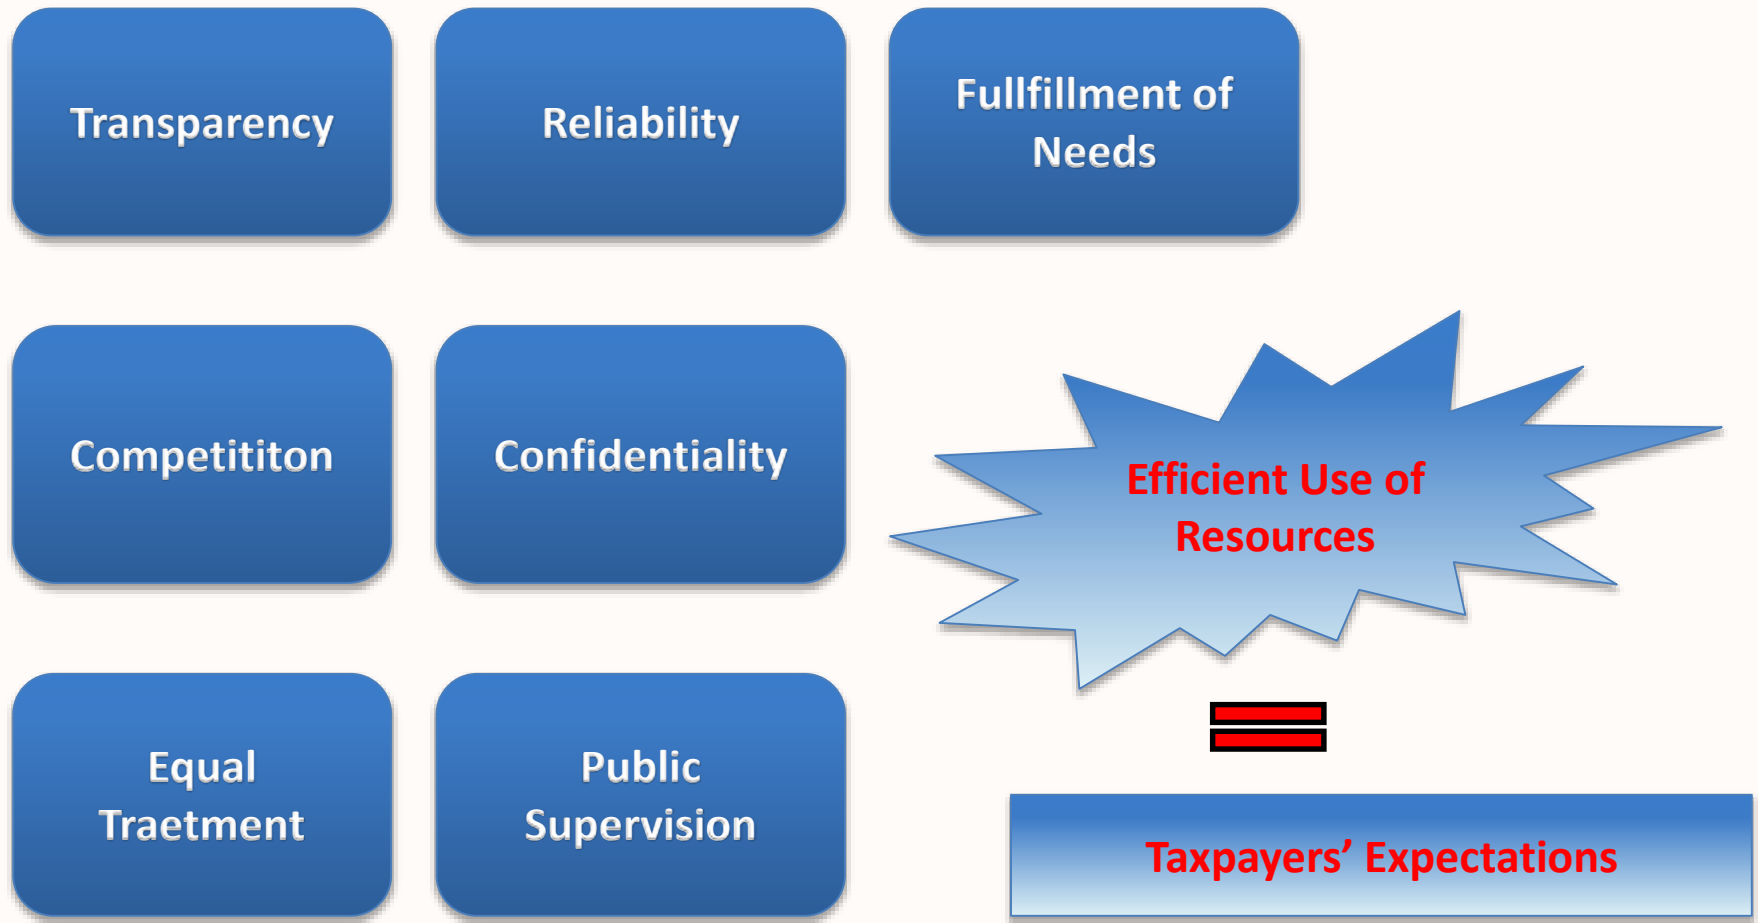 Transparency
Reliability
Fullfillment of
Needs
Competititon
Confidentiality
Efficient Use of
Resources
Equal
Traetment
Public
Supervision
Taxpayers’ Expectations